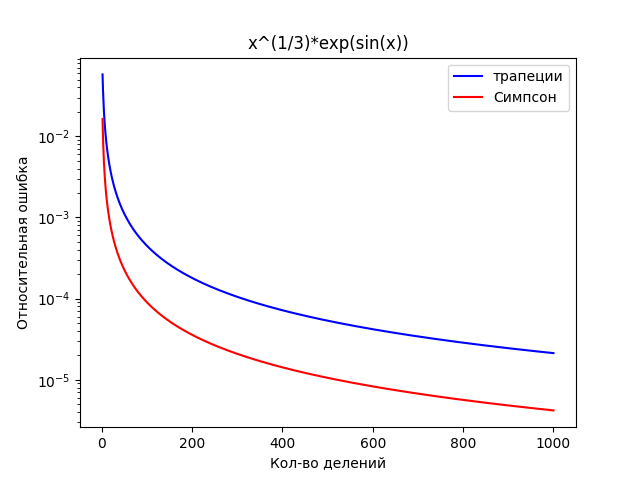 x^(1/3)*exp(sin(x))
трапеции
Симпсон
Относительная ошибка
10⁻²
10⁻³
10⁻⁴
10⁻⁵
0 200 400 600 800 1000
Кол-во делений